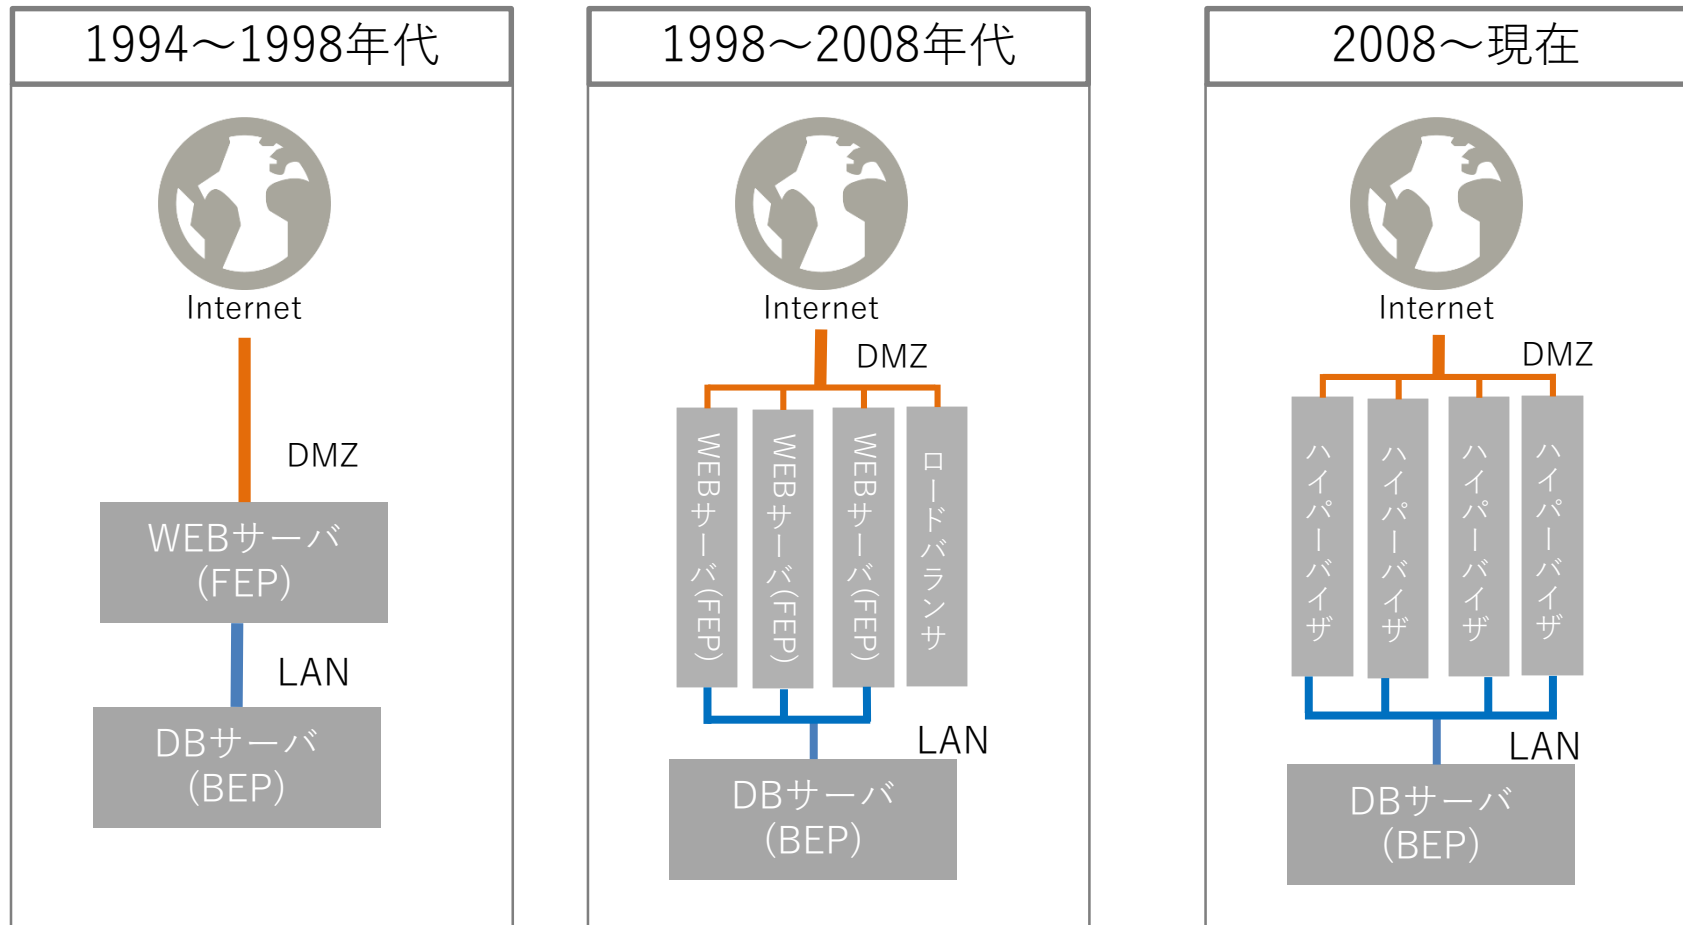 1994～1998年代
Internet
DMZ
WEBサーバ
(FEP)
LAN
DBサーバ
(BEP)
1998～2008年代
Internet
DMZ
WEBサーバ(FEP)
WEBサーバ(FEP)
WEBサーバ(FEP)
ロードバランサ
LAN
DBサーバ
(BEP)
2008～現在
Internet
DMZ
ハイパーバイザ
ハイパーバイザ
ハイパーバイザ
ハイパーバイザ
LAN
DBサーバ
(BEP)